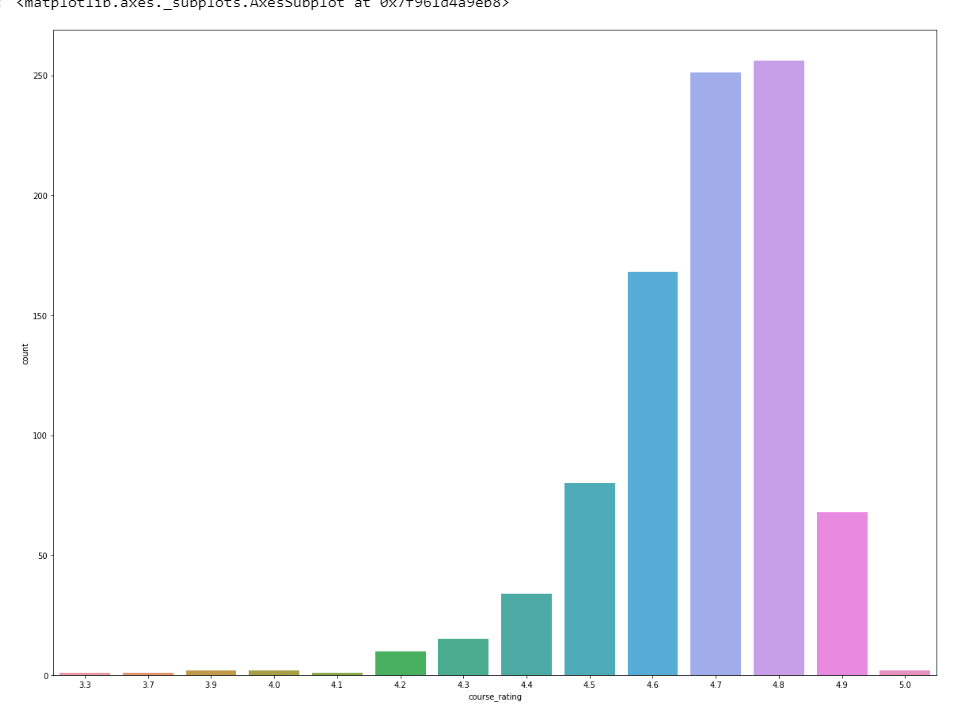 <matplotlib.axes._subplots.AxesSubplot at 0x7f961d4a9eb8>
250
200
150
100
50
0
count
3.3 3.7 3.9 4.0 4.1 4.2 4.3 4.4 4.5 4.6 4.7 4.8 4.9 5.0
course_rating